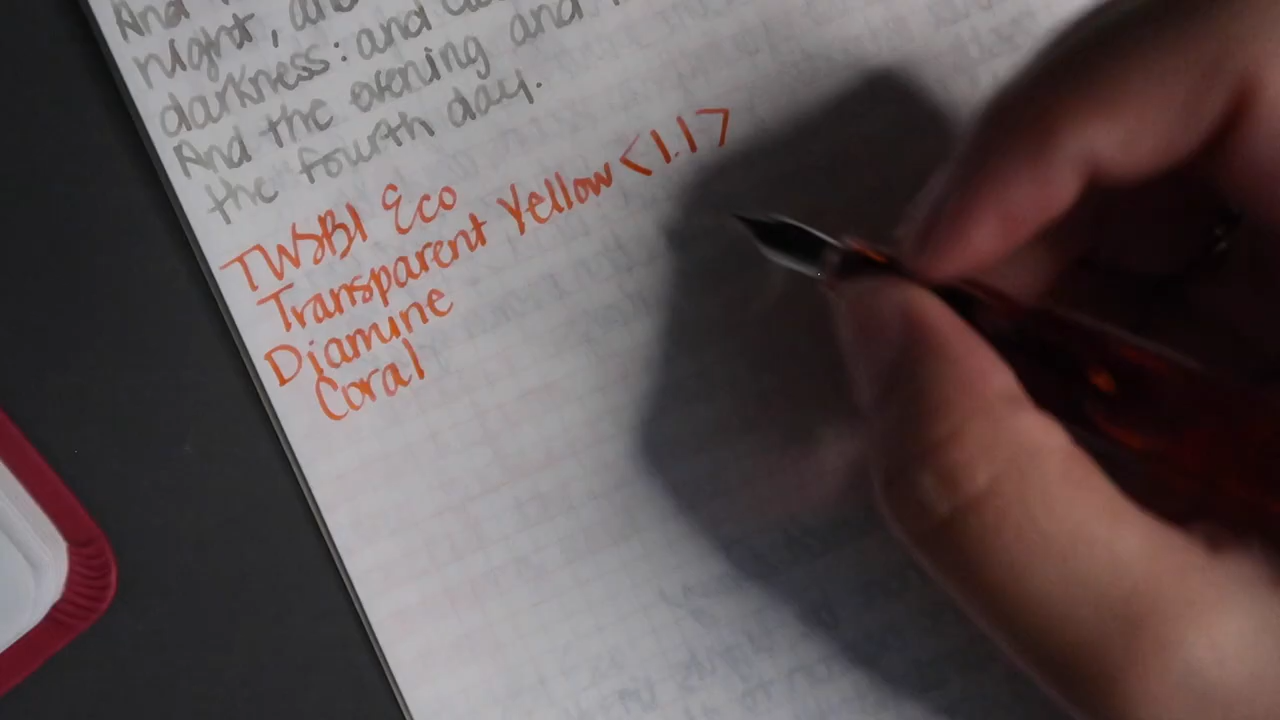 And
night, and
darkness: and
And the evening and
the fourth day.
TWSBI Eco
Transparent Yellow <1.1>
Diamine
Coral